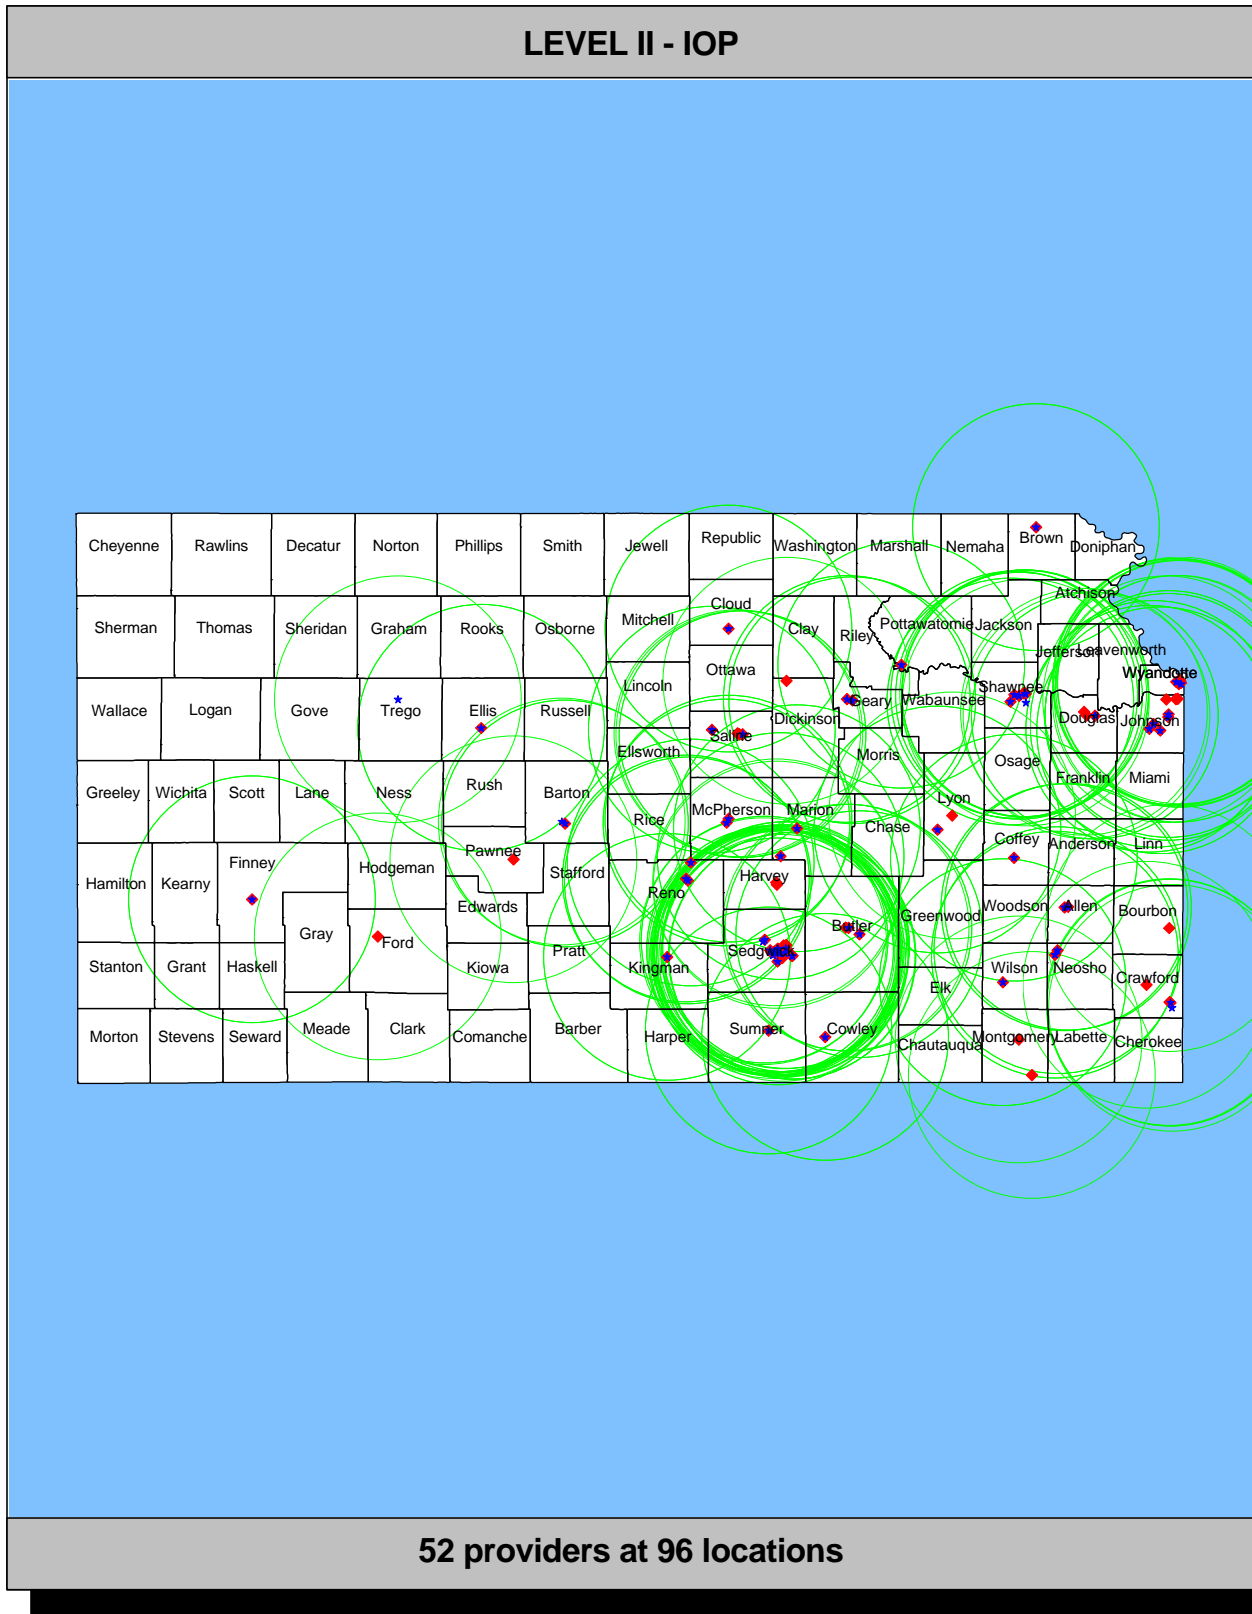 LEVEL II - IOP
Cheyenne Rawlins Decatur Norton Phillips Smith Jewell Republic Washington Marshall Nemaha Brown Doniphan
Sherman Thomas Sheridan Graham Rooks Osborne Mitchell Cloud Clay Riley Pottawatomie Jackson Atchison
Jefferson Leavenworth
Wallace Logan Gove Trego Ellis Russell Lincoln Ottawa Dickinson Geary Wabaunsee Shawnee Douglas Johnson Wyandotte
Ellsworth Saline Morris Osage Franklin Miami
Greeley Wichita Scott Lane Ness Rush Barton Rice McPherson Marion Chase Lyon Coffey Anderson Linn
Hamilton Kearny Finney Hodgeman Pawnee Stafford Reno Harvey
Edwards Greenwood Woodson Allen Bourbon
Gray Ford Sedgwick Butler
Stanton Grant Haskell Kiowa Pratt Kingman Elk Wilson Neosho Crawford
Morton Stevens Seward Meade Clark Comanche Barber Harper Sumner Cowley Chautauqua Montgomery Labette Cherokee
52 providers at 96 locations